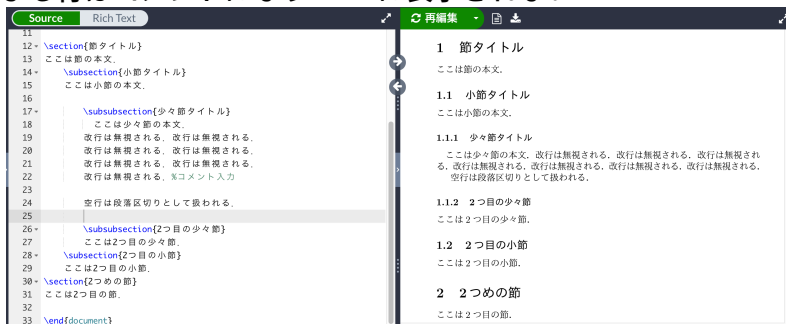 Source Rich Text
再編集
11
12 \section{節タイトル}
13 ここは節の本文.
14 \subsection{小節タイトル}
15 ここは小節の本文.
16
17 \subsubsection{少々節タイトル}
18 ここは少々節の本文.
19 改行は無視される. 改行は無視される.
20 改行は無視される. 改行は無視される.
21 改行は無視される. 改行は無視される.
22 改行は無視される. %コメント入力
23
24 空行は段落区切りとして扱われる.
25
26 \subsubsection{2つ目の少々節}
27 ここは2つ目の少々節.
28 \subsection{2つ目の小節}
29 ここは2つ目の小節.
30 \section{2つめの節}
31 ここは2つ目の節.
32
33 \end{document}
1 節タイトル
ここは節の本文.
1.1 小節タイトル
ここは小節の本文.
1.1.1 少々節タイトル
ここは少々節の本文. 改行は無視される. 改行は無視される. 改行は無視され
る. 改行は無視される. 改行は無視される. 改行は無視される. 改行は無視される.
空行は段落区切りとして扱われる.
1.1.2 2つ目の少々節
ここは2つ目の少々節.
1.2 2つ目の小節
ここは2つ目の小節.
2 2つめの節
ここは2つ目の節.